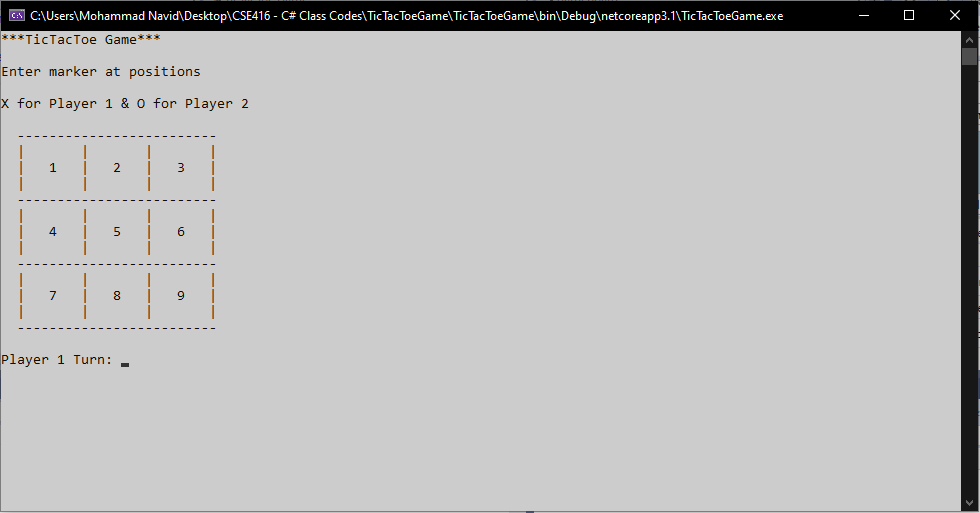 C:\Users\Mohammad Navid\Desktop\CSE416 - C# Class Codes\TicTacToeGame\TicTacToeGame\bin\Debug\netcoreapp3.1\TicTacToeGame.exe
***TicTacToe Game***
Enter marker at positions
X for Player 1 & O for Player 2
-------------------------
|       |       |       |
|   1   |   2   |   3   |
|       |       |       |
-------------------------
|       |       |       |
|   4   |   5   |   6   |
|       |       |       |
-------------------------
|       |       |       |
|   7   |   8   |   9   |
|       |       |       |
-------------------------
Player 1 Turn: